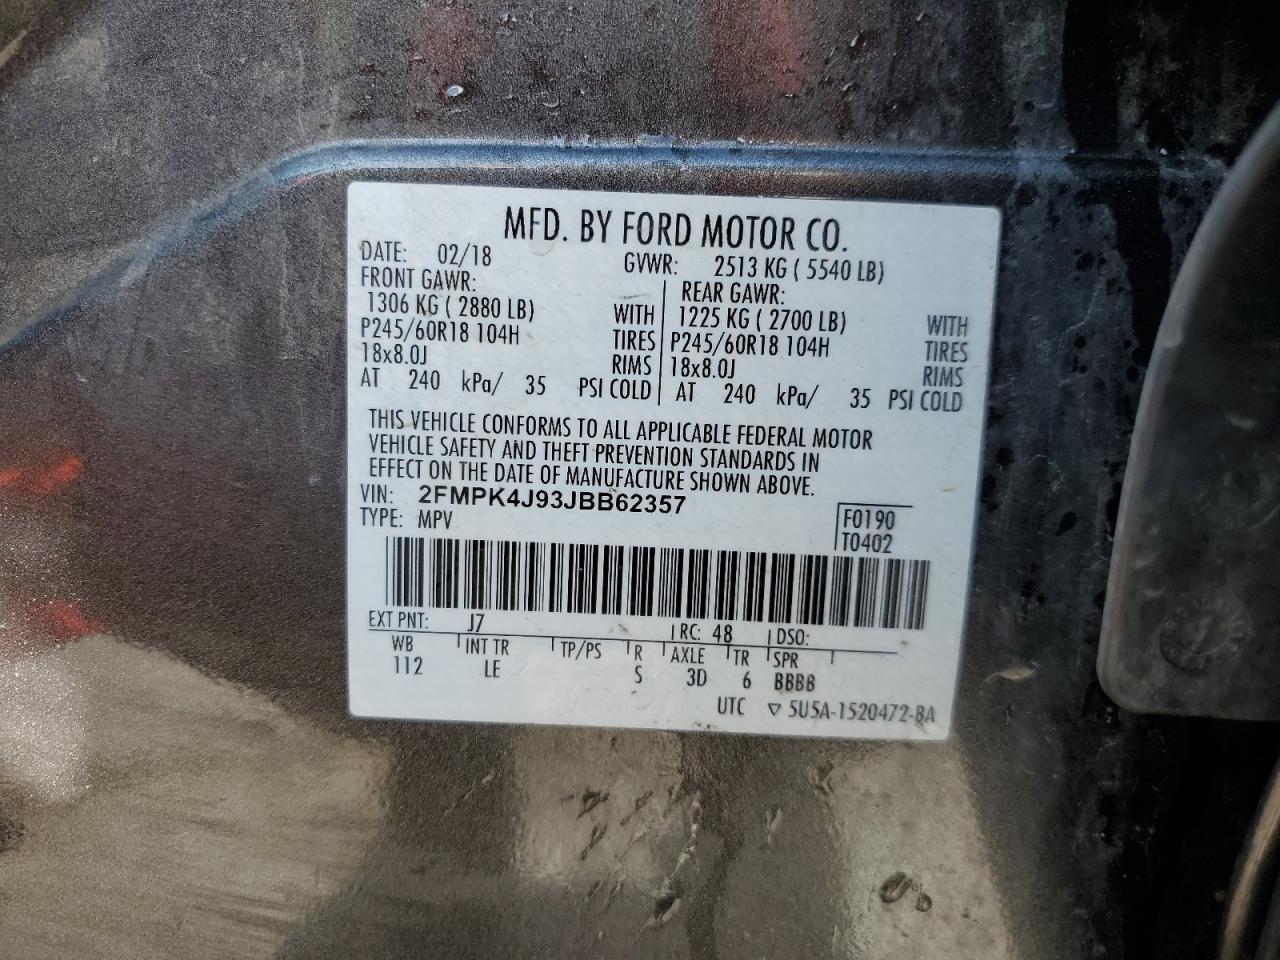 MFD. BY FORD MOTOR CO.
DATE: 02/18 GVWR: 2513 KG ( 5540 LB)
FRONT GAWR: REAR GAWR:
1306 KG ( 2880 LB) WITH 1225 KG ( 2700 LB) WITH
P245/60R18 104H TIRES P245/60R18 104H TIRES
18x8.0J RIMS 18x8.0J RIMS
AT 240 kPa/ 35 PSI COLD AT 240 kPa/ 35 PSI COLD
THIS VEHICLE CONFORMS TO ALL APPLICABLE FEDERAL MOTOR
VEHICLE SAFETY AND THEFT PREVENTION STANDARDS IN
EFFECT ON THE DATE OF MANUFACTURE SHOWN ABOVE.
VIN: 2FMPK4J93JBB62357
TYPE: MPV F0190
T0402
EXT PNT: J7 RC: 48 DSO:
WB INT TR TP/PS R AXLE TR SPR
112 LE S 3D 6 BBBB
UTC ▽ 5U5A-1520472-BA